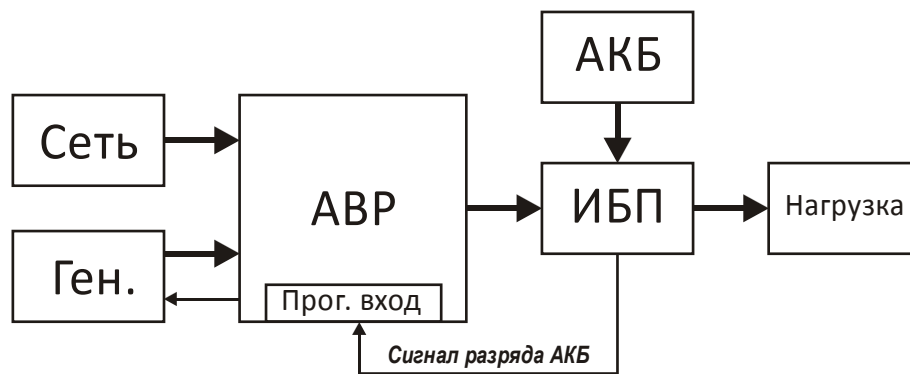 АКБ
Сеть
АВР
ИБП
Нагрузка
Ген.
Прог. вход
Сигнал разряда АКБ